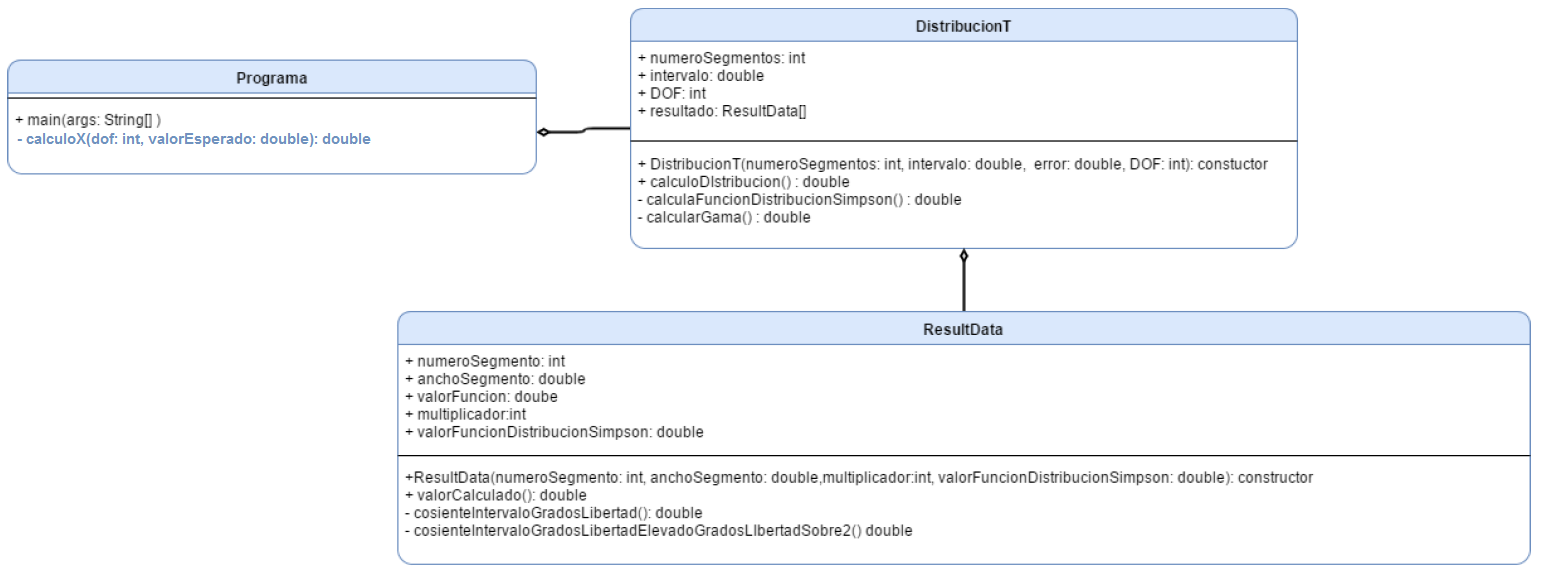 DistribucionT
+ numeroSegmentos: int
+ intervalo: double
+ DOF: int
+ resultado: ResultData[]
+ DistribucionT(numeroSegmentos: int, intervalo: double, error: double, DOF: int): constuctor
+ calculoDIstribucion() : double
- calculaFuncionDistribucionSimpson() : double
- calcularGama() : double
Programa
+ main(args: String[] )
- calculoX(dof: int, valorEsperado: double): double
ResultData
+ numeroSegmento: int
+ anchoSegmento: double
+ valorFuncion: doube
+ multiplicador:int
+ valorFuncionDistribucionSimpson: double
+ResultData(numeroSegmento: int, anchoSegmento: double,multiplicador:int, valorFuncionDistribucionSimpson: double): constructor
+ valorCalculado(): double
- cosienteIntervaloGradosLibertad(): double
- cosienteIntervaloGradosLibertadElevadoGradosLIbertadSobre2() double